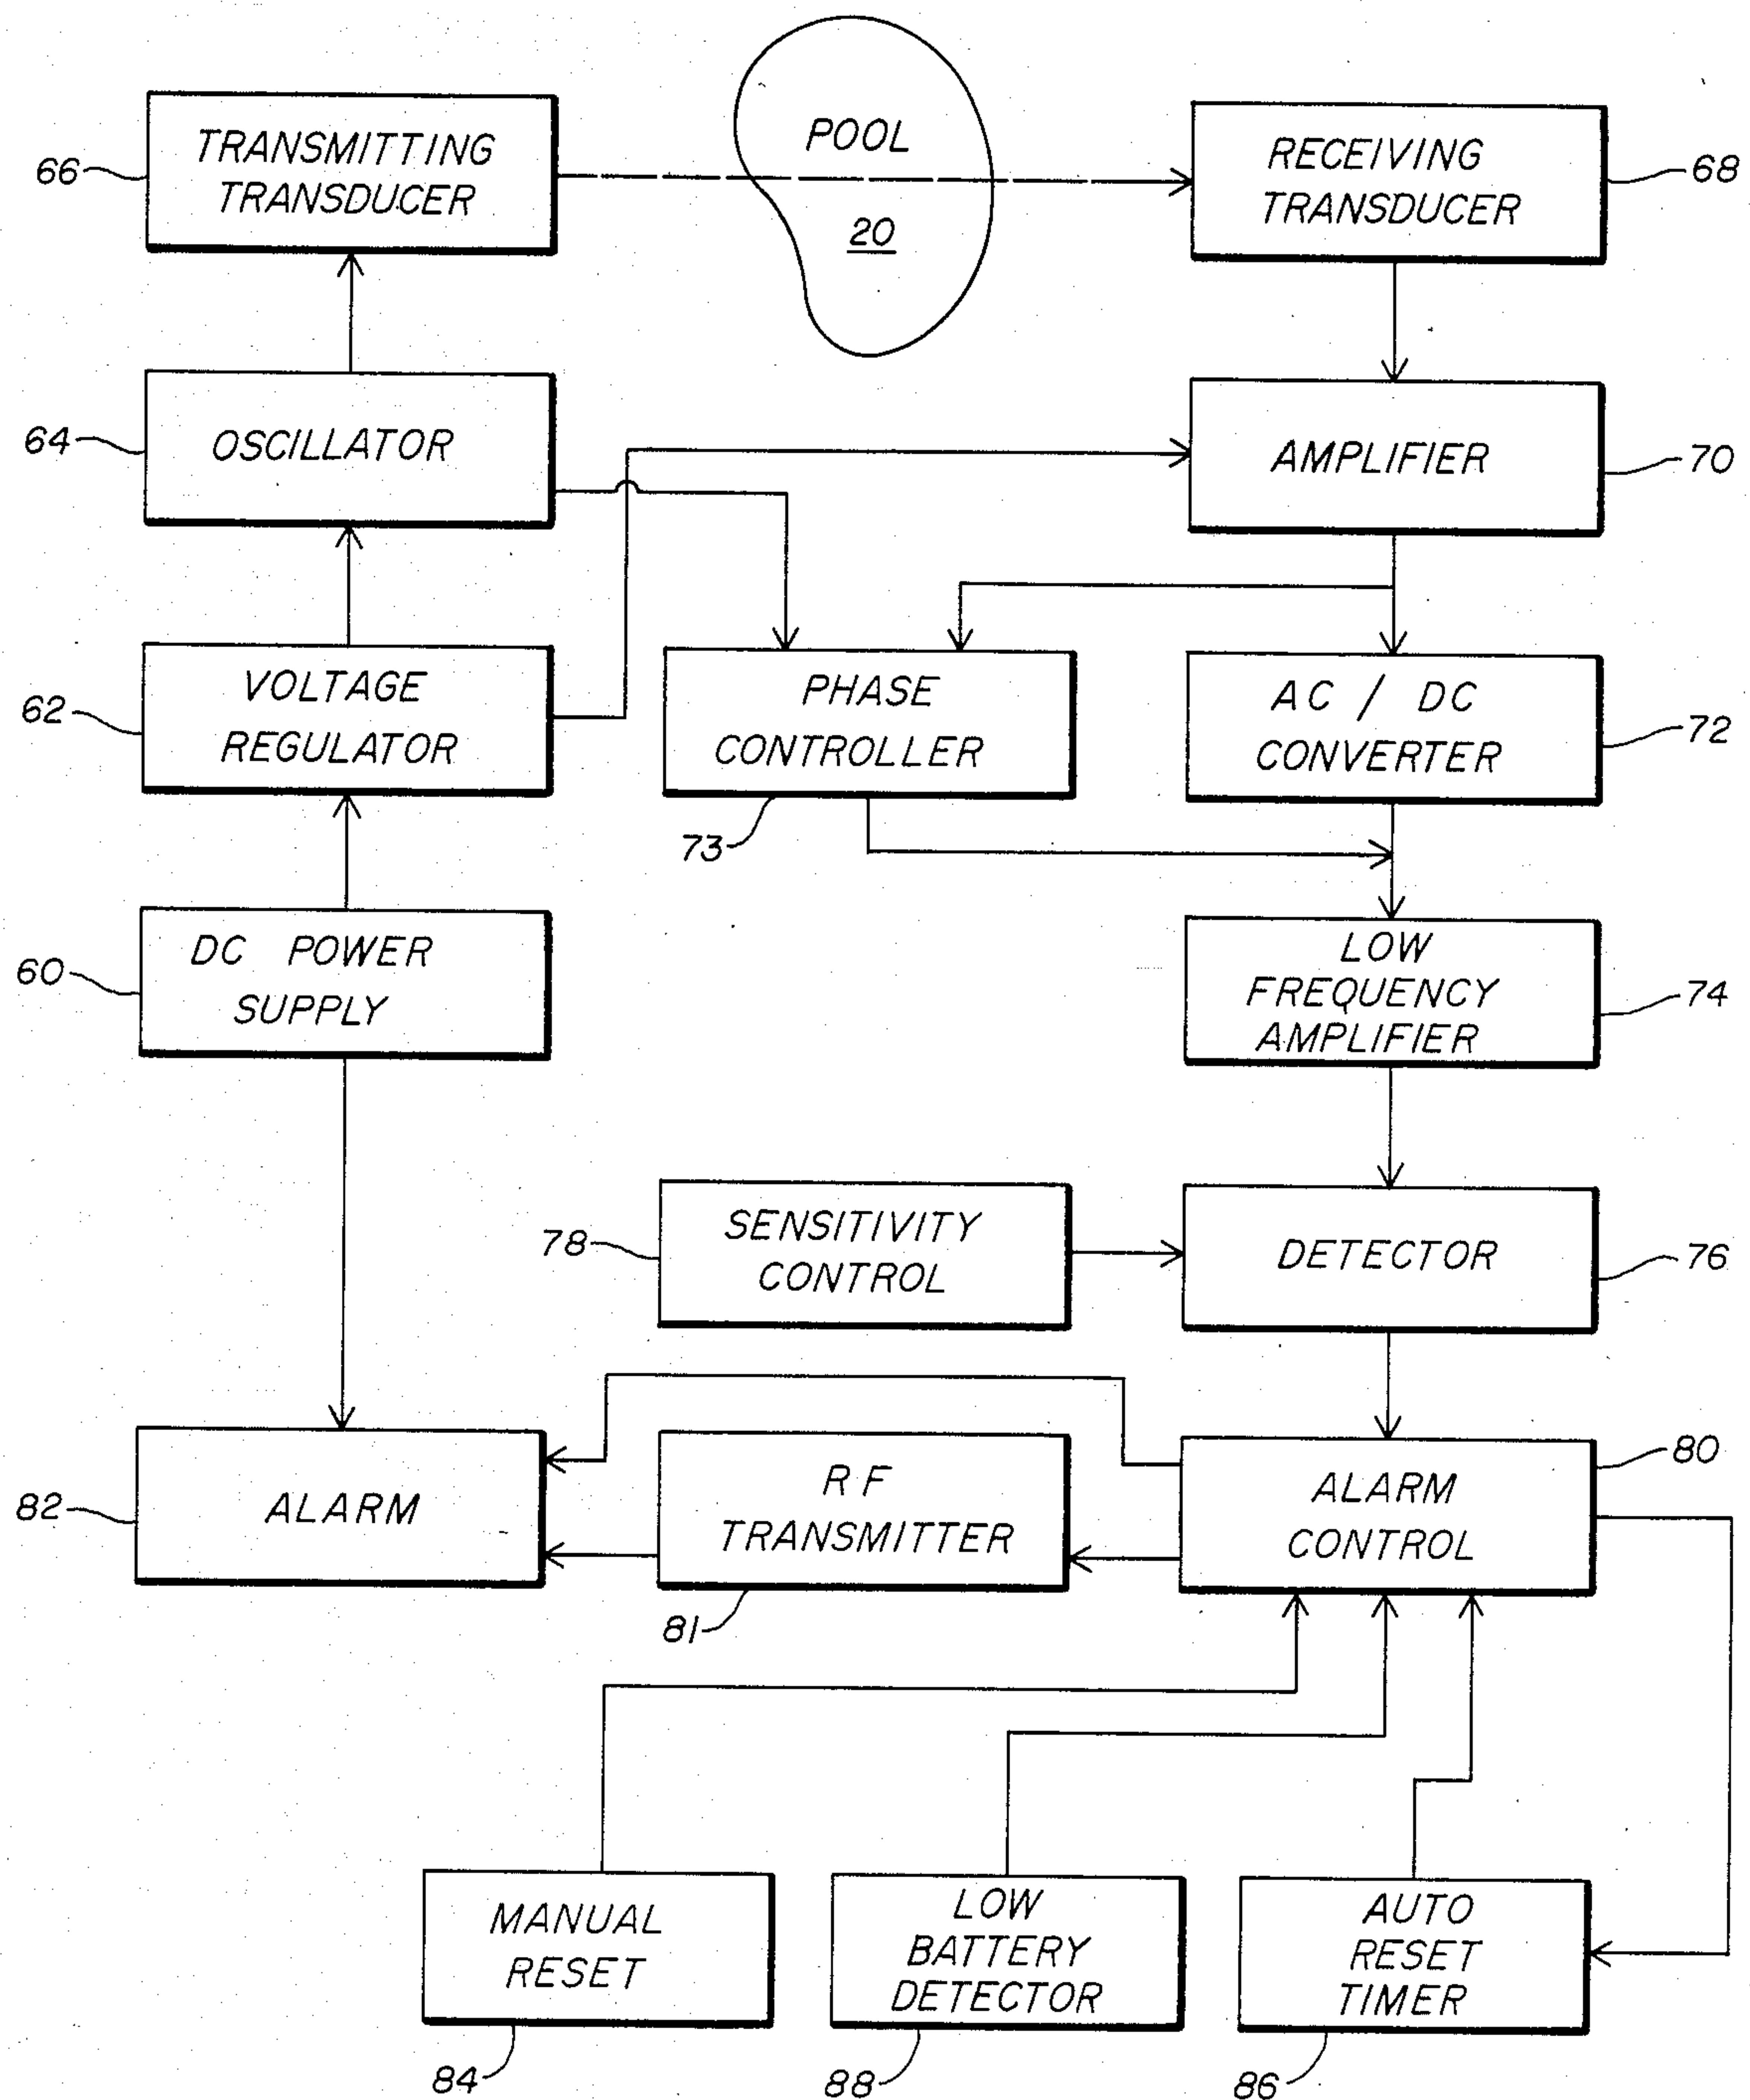 POOL
20
66
TRANSMITTING
TRANSDUCER
RECEIVING
TRANSDUCER
68
64
OSCILLATOR
AMPLIFIER
70
62
VOLTAGE
REGULATOR
PHASE
CONTROLLER
73
AC / DC
CONVERTER
72
60
DC POWER
SUPPLY
LOW
FREQUENCY
AMPLIFIER
74
78
SENSITIVITY
CONTROL
DETECTOR
76
82
ALARM
RF
TRANSMITTER
81
ALARM
CONTROL
80
MANUAL
RESET
84
LOW
BATTERY
DETECTOR
88
AUTO
RESET
TIMER
86